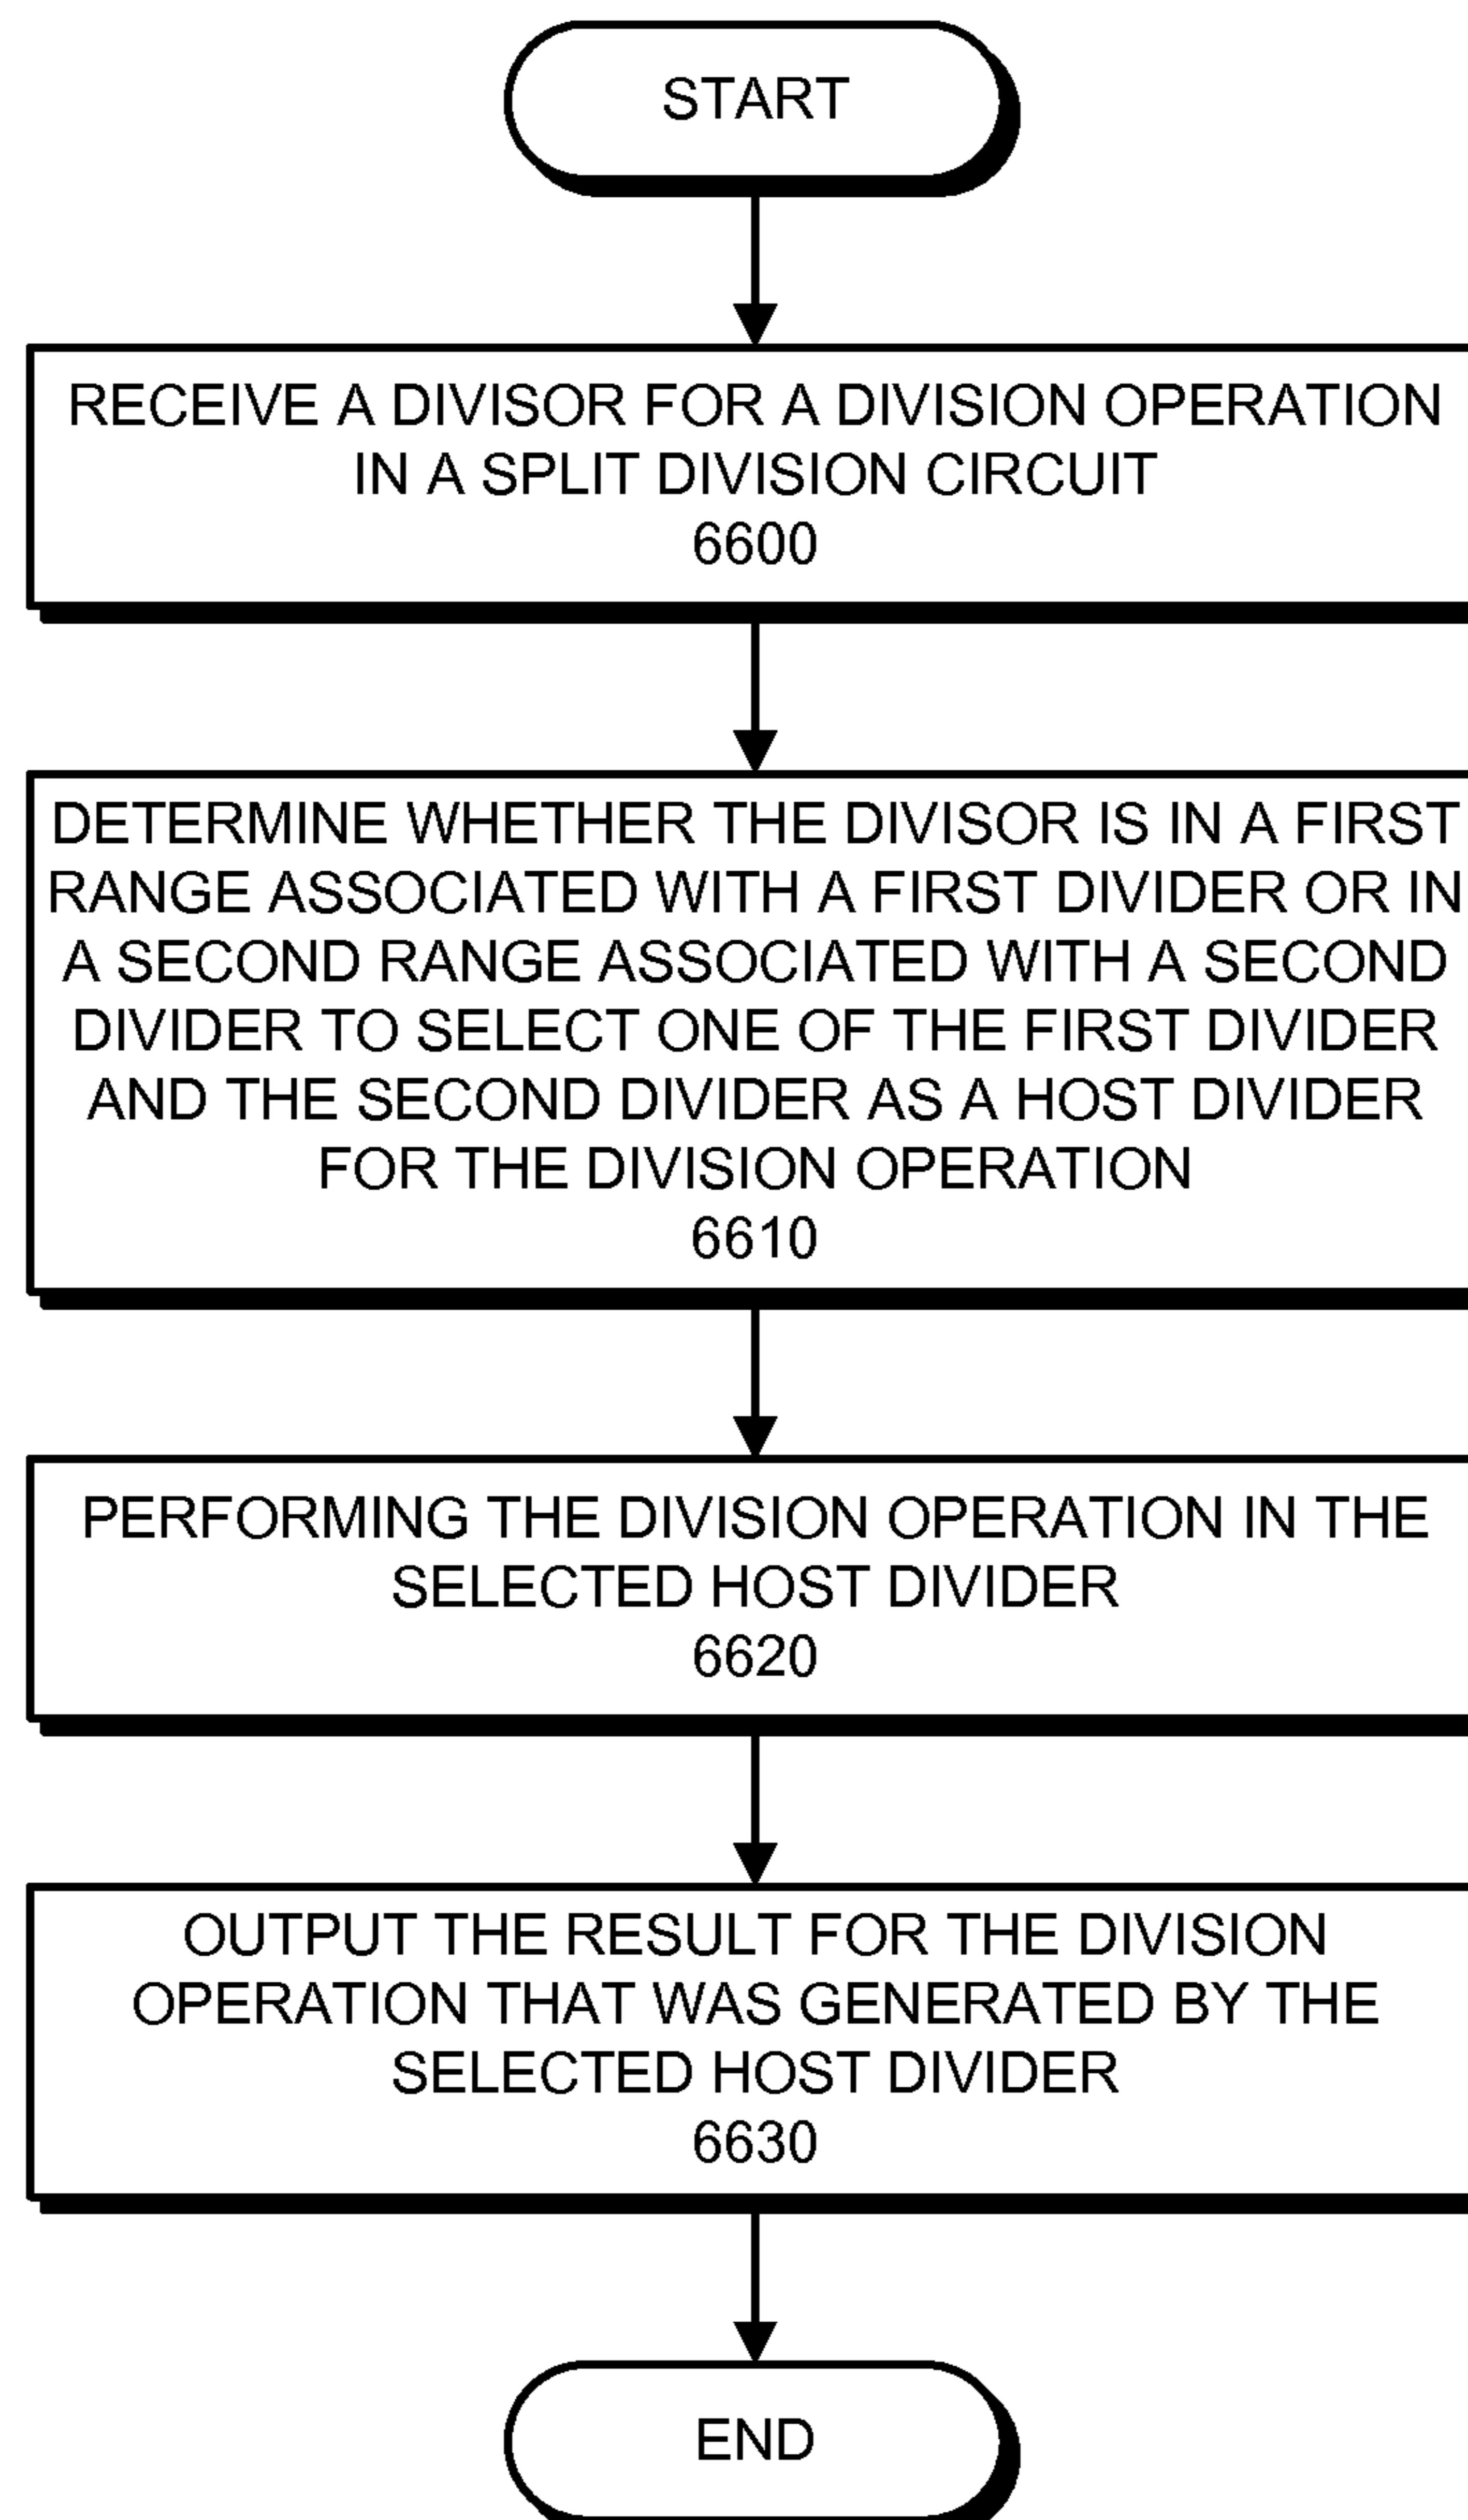 START
RECEIVE A DIVISOR FOR A DIVISION OPERATION
IN A SPLIT DIVISION CIRCUIT
6600
DETERMINE WHETHER THE DIVISOR IS IN A FIRST
RANGE ASSOCIATED WITH A FIRST DIVIDER OR IN
A SECOND RANGE ASSOCIATED WITH A SECOND
DIVIDER TO SELECT ONE OF THE FIRST DIVIDER
AND THE SECOND DIVIDER AS A HOST DIVIDER
FOR THE DIVISION OPERATION
6610
PERFORMING THE DIVISION OPERATION IN THE
SELECTED HOST DIVIDER
6620
OUTPUT THE RESULT FOR THE DIVISION
OPERATION THAT WAS GENERATED BY THE
SELECTED HOST DIVIDER
6630
END